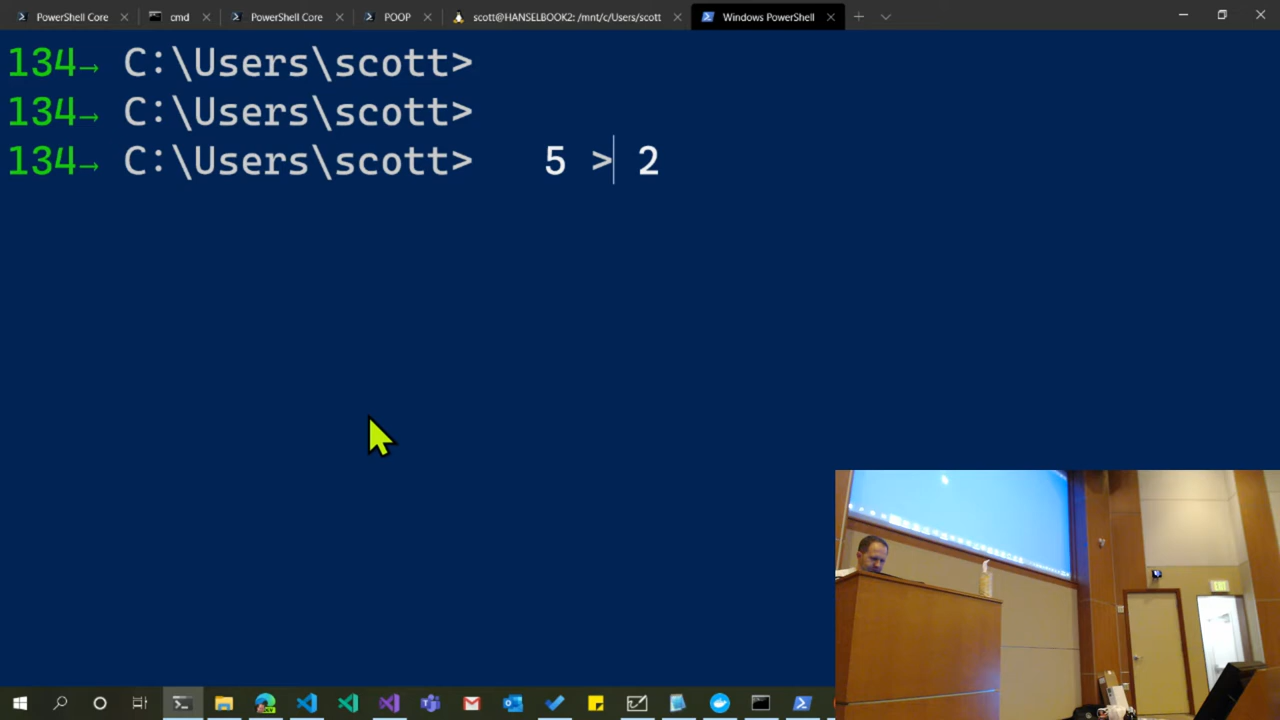 PowerShell Core
cmd
PowerShell Core
POOP
scott@HANSELBOOK2: /mnt/c/Users/scott
Windows PowerShell
134→ C:\Users\scott>
134→ C:\Users\scott>
134→ C:\Users\scott> 5 > 2
EXIT